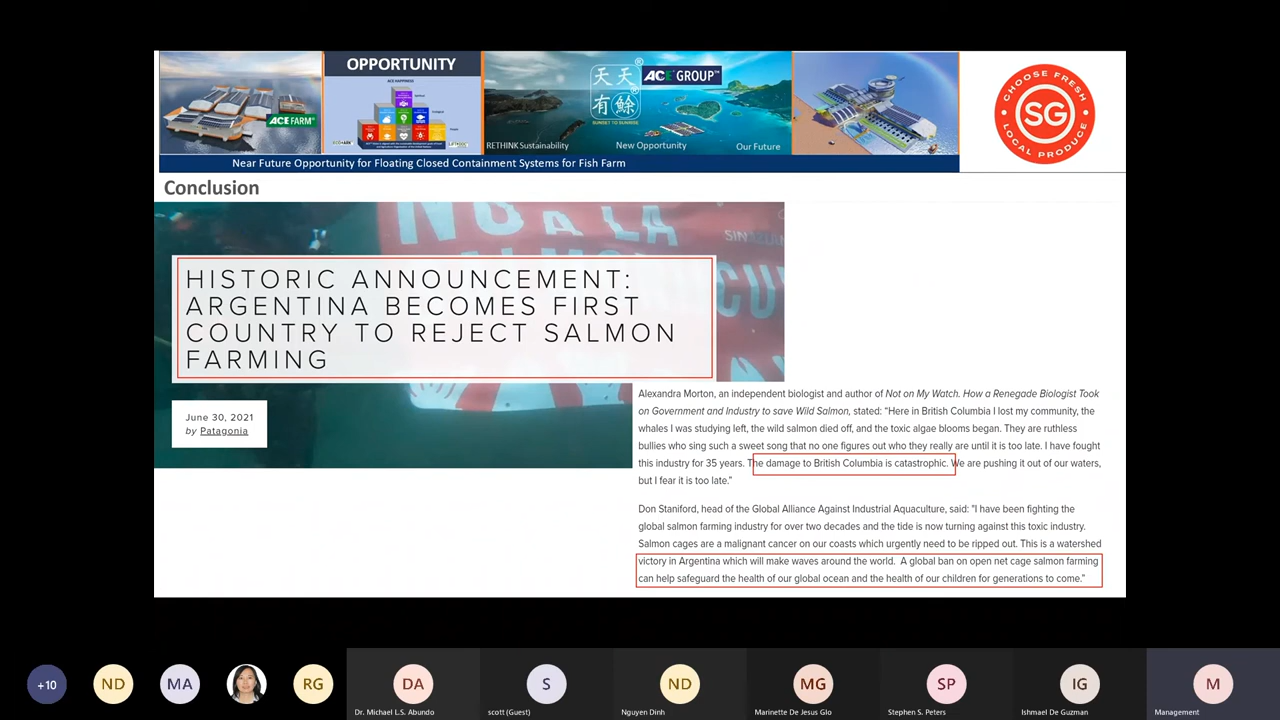 OPPORTUNITY
ACE HAPPINESS
ACE FARM®
天天
有餘
SUNSET TO SUNRISE
ACE GROUP™
RETHINK Sustainability
New Opportunity
Our Future
CHOOSE FRESH
SG
LOCAL PRODUCE
Near Future Opportunity for Floating Closed Containment Systems for Fish Farm
Conclusion
NO A LA
HISTORIC ANNOUNCEMENT:
ARGENTINA BECOMES FIRST
COUNTRY TO REJECT SALMON
FARMING
June 30, 2021
by Patagonia
Alexandra Morton, an independent biologist and author of Not on My Watch. How a Renegade Biologist Took
on Government and Industry to save Wild Salmon, stated: “Here in British Columbia I lost my community, the
whales I was studying left, the wild salmon died off, and the toxic algae blooms began. They are ruthless
bullies who sing such a sweet song that no one figures out who they really are until it is too late. I have fought
this industry for 35 years. The damage to British Columbia is catastrophic. We are pushing it out of our waters,
but I fear it is too late.”
Don Staniford, head of the Global Alliance Against Industrial Aquaculture, said: "I have been fighting the
global salmon farming industry for over two decades and the tide is now turning against this toxic industry.
Salmon cages are a malignant cancer on our coasts which urgently need to be ripped out. This is a watershed
victory in Argentina which will make waves around the world.  A global ban on open net cage salmon farming
can help safeguard the health of our global ocean and the health of our children for generations to come.”
+10
ND
MA
RG
DA
Dr. Michael L.S. Abundo
S
scott (Guest)
ND
Nguyen Dinh
MG
Marinette De Jesus Glo
SP
Stephen S. Peters
IG
Ishmael De Guzman
M
Management